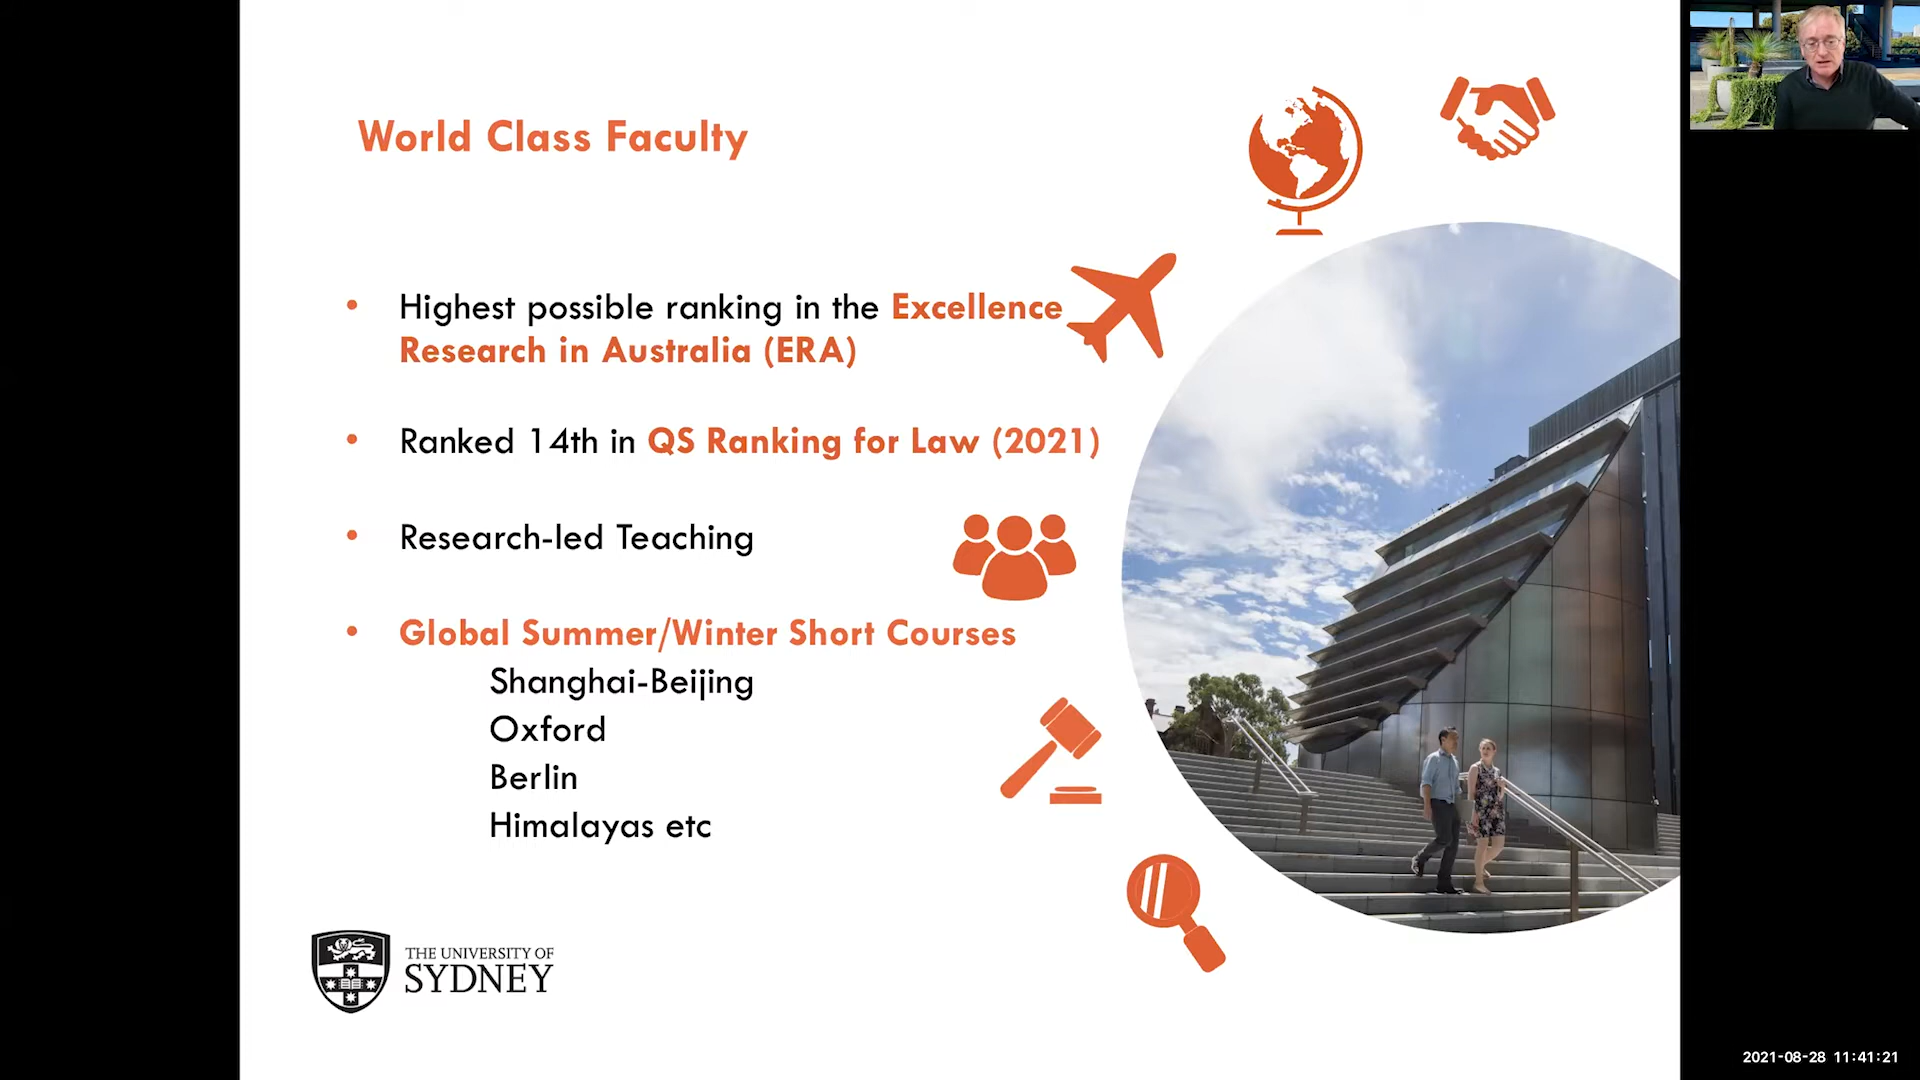 World Class Faculty
• Highest possible ranking in the Excellence
Research in Australia (ERA)
• Ranked 14th in QS Ranking for Law (2021)
• Research-led Teaching
• Global Summer/Winter Short Courses
Shanghai-Beijing
Oxford
Berlin
Himalayas etc
THE UNIVERSITY OF
SYDNEY
2021-08-28 11:41:21